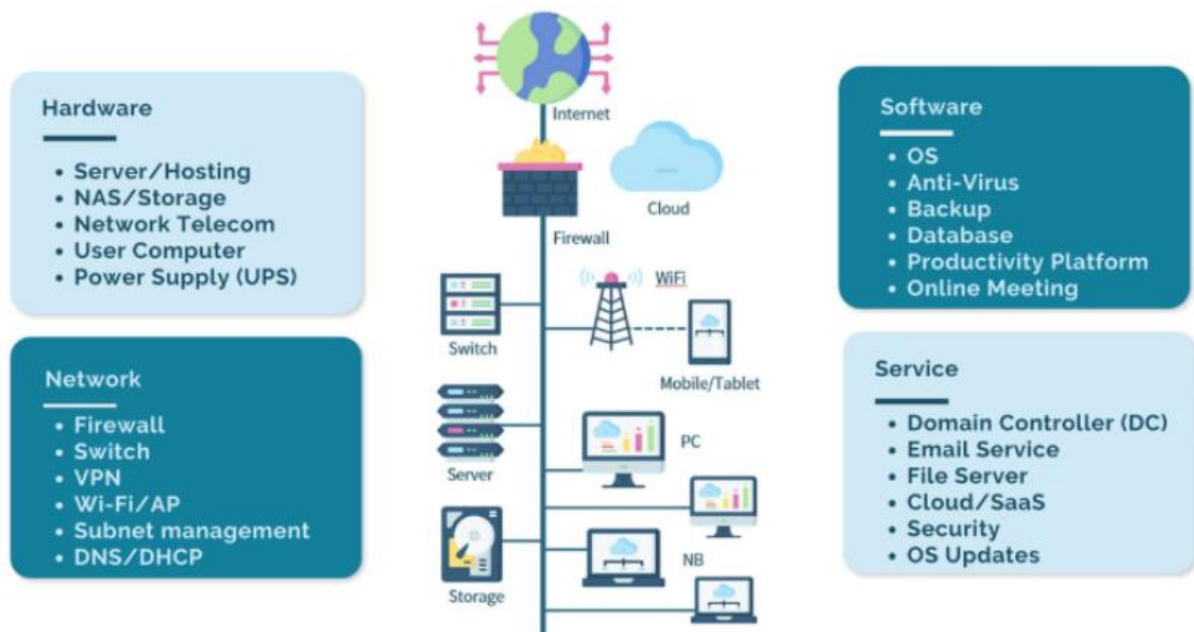 Hardware
• Server/Hosting
• NAS/Storage
• Network Telecom
• User Computer
• Power Supply (UPS)
Network
• Firewall
• Switch
• VPN
• Wi-Fi/AP
• Subnet management
• DNS/DHCP
Internet
Cloud
Firewall
WiFi
Switch
Mobile/Tablet
PC
Server
NB
Storage
Software
• OS
• Anti-Virus
• Backup
• Database
• Productivity Platform
• Online Meeting
Service
• Domain Controller (DC)
• Email Service
• File Server
• Cloud/SaaS
• Security
• OS Updates